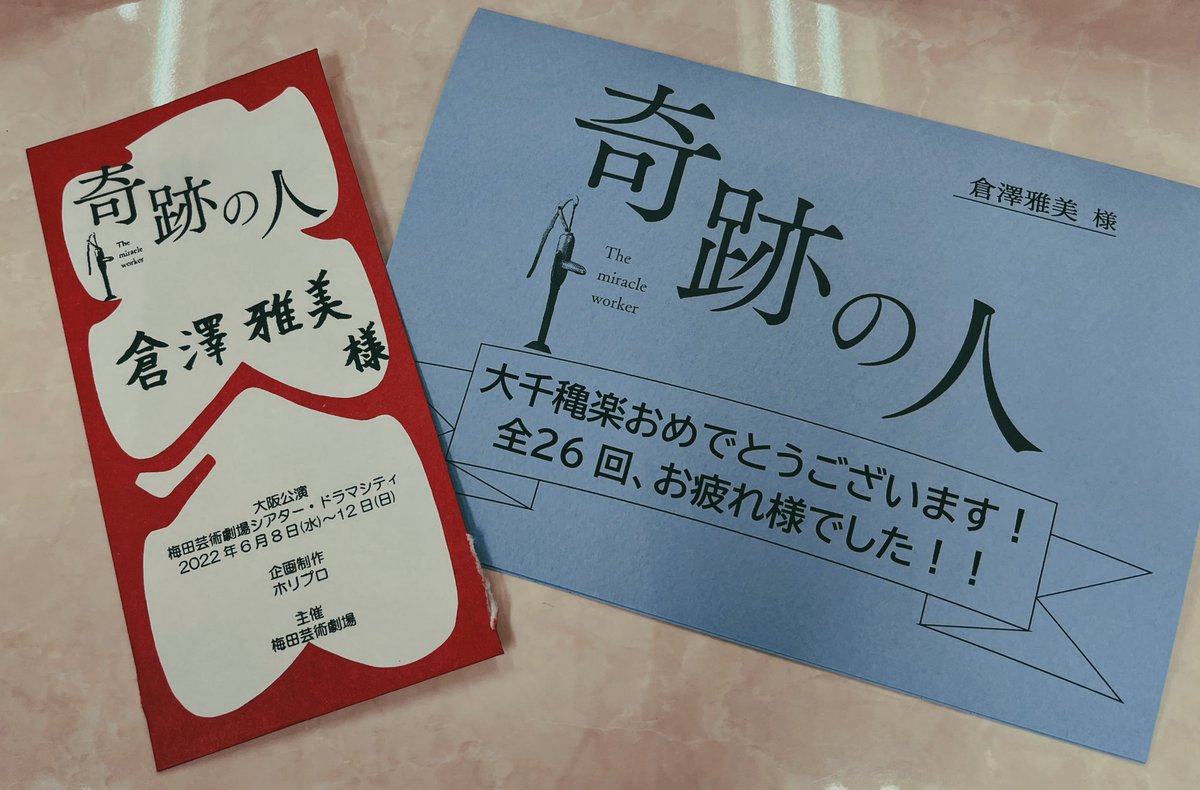 奇跡の人
The
miracle
worker
倉澤雅美
様
大阪公演
梅田芸術劇場シアター・ドラマシティ
2022年6月8日(水)~12日(日)
企画制作
ホリプロ
主催
梅田芸術劇場
倉澤雅美 様
奇跡の人
The
miracle
worker
大千穐楽おめでとうございます!
全26回、お疲れ様でした!!